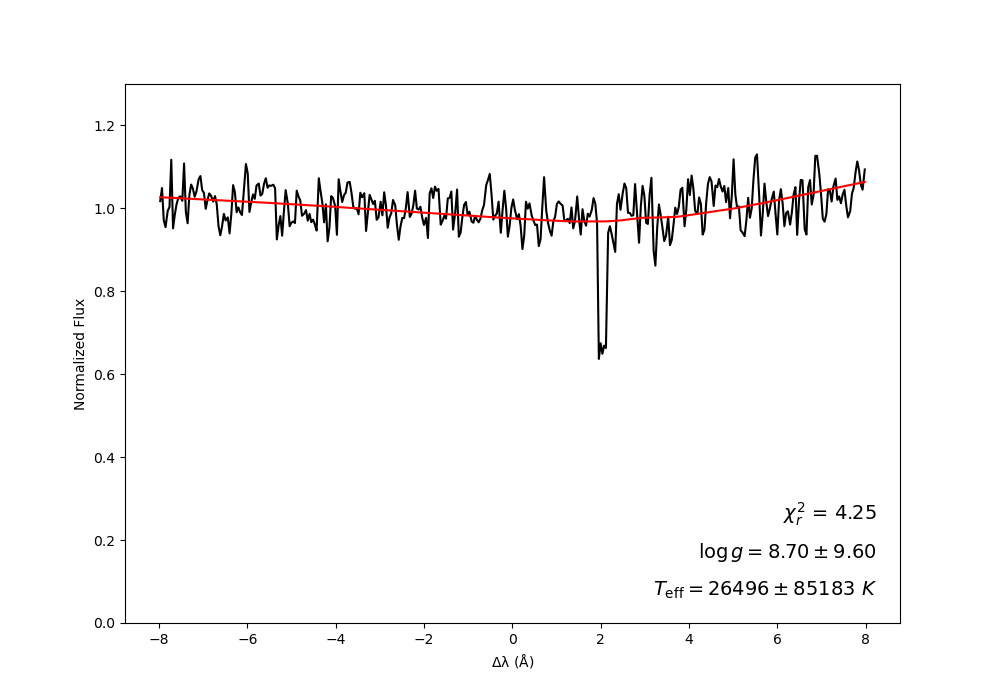 1.2
1.0
0.8
0.6
0.4
0.2
0.0
Normalized Flux
χ²ᵣ = 4.25
log g = 8.70 ± 9.60
T_eff = 26496 ± 85183 K
−8 −6 −4 −2 0 2 4 6 8
Δλ (Å)